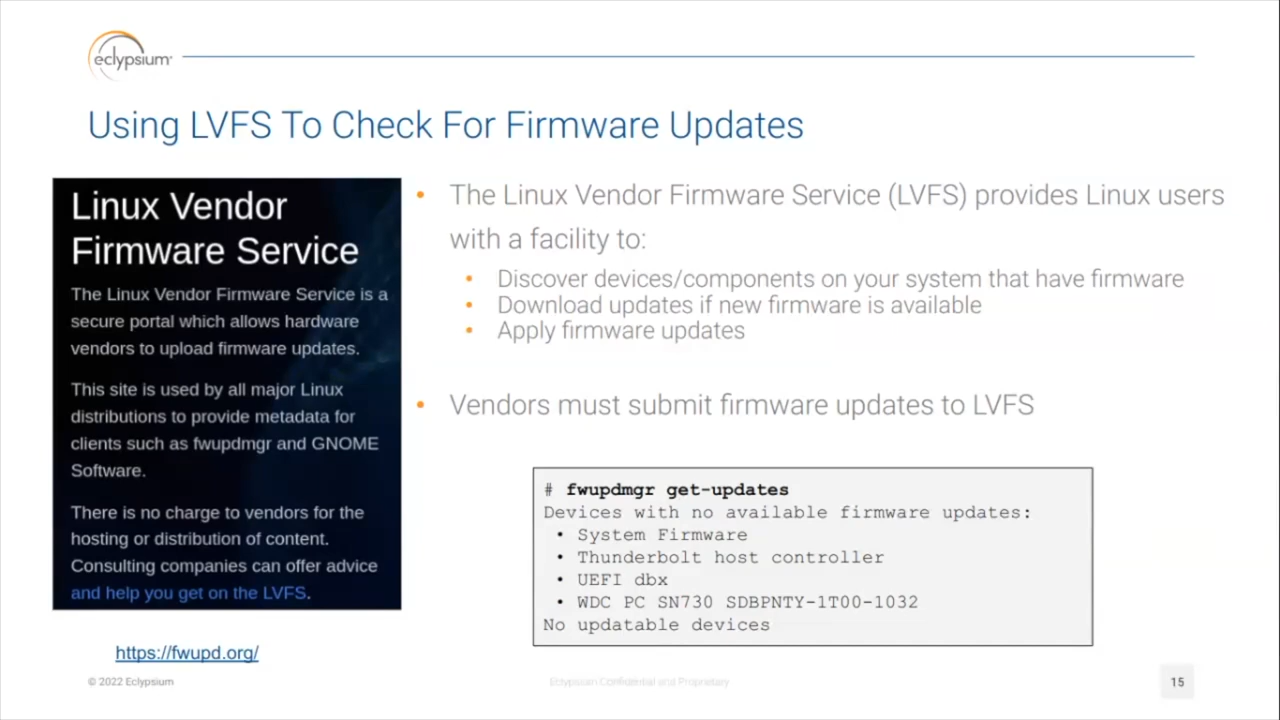 eclypsium
Using LVFS To Check For Firmware Updates
Linux Vendor
Firmware Service
The Linux Vendor Firmware Service is a
secure portal which allows hardware
vendors to upload firmware updates.
This site is used by all major Linux
distributions to provide metadata for
clients such as fwupdmgr and GNOME
Software.
There is no charge to vendors for the
hosting or distribution of content.
Consulting companies can offer advice
and help you get on the LVFS.
https://fwupd.org/
• The Linux Vendor Firmware Service (LVFS) provides Linux users
with a facility to:
• Discover devices/components on your system that have firmware
• Download updates if new firmware is available
• Apply firmware updates
• Vendors must submit firmware updates to LVFS
# fwupdmgr get-updates
Devices with no available firmware updates:
• System Firmware
• Thunderbolt host controller
• UEFI dbx
• WDC PC SN730 SDBPNTY-1T00-1032
No updatable devices
© 2022 Eclypsium
Eclypsium Confidential and Proprietary
15